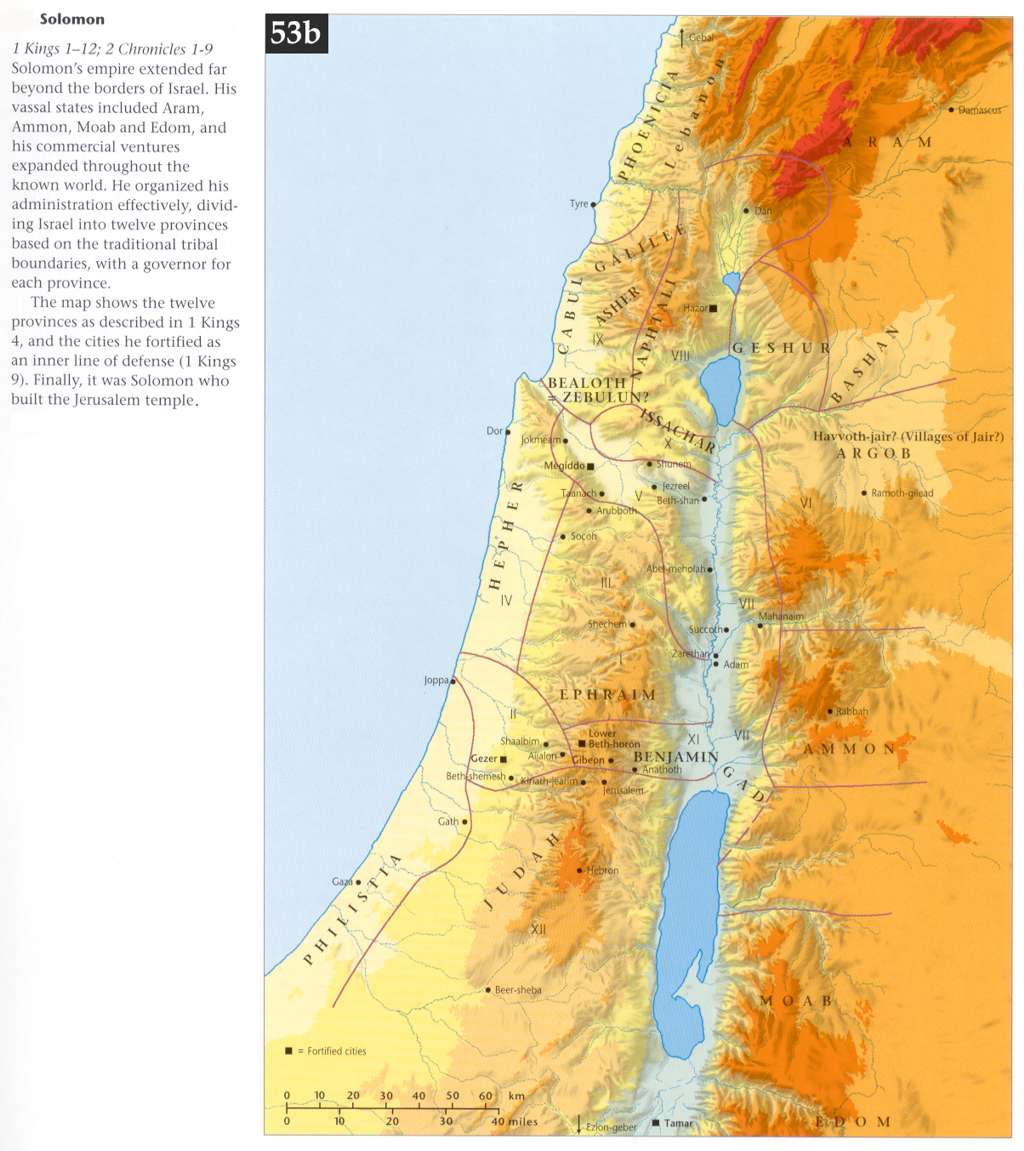 Solomon
1 Kings 1–12; 2 Chronicles 1-9
Solomon's empire extended far
beyond the borders of Israel. His
vassal states included Aram,
Ammon, Moab and Edom, and
his commercial ventures
expanded throughout the
known world. He organized his
administration effectively, divid-
ing Israel into twelve provinces
based on the traditional tribal
boundaries, with a governor for
each province.
The map shows the twelve
provinces as described in 1 Kings
4, and the cities he fortified as
an inner line of defense (1 Kings
9). Finally, it was Solomon who
built the Jerusalem temple.
53b
Gebal
PHOENICIA
Lebanon
Damascus
ARAM
Tyre
Dan
GALILEE
CABUL
ASHER
IX
NAPHTALI
Hazor
VIII
GESHUR
BASHAN
BEALOTH
= ZEBULUN?
ISSACHAR
X
Havvoth-jair? (Villages of Jair?)
ARGOB
Dor
Jokmeam
Megiddo
Shunem
Taanach
V
Jezreel
Beth-shan
Ramoth-gilead
VI
Arubboth
HEPHER
Socoh
Abel-meholah
III
IV
VII
Mahanaim
Shechem
Succoth
Zarethan
Adam
I
Joppa
EPHRAIM
Rabbah
II
Lower
Beth-horon
XI
VII
Shaalbim
Aijalon
Gibeon
BENJAMIN
AMMON
Gezer
Anathoth
GAD
Beth-shemesh
Kiriath-jearim
Jerusalem
Gath
JUDAH
Hebron
Gaza
PHILISTIA
XII
Beer-sheba
MOAB
= Fortified cities
0 10 20 30 40 50 60 km
0 10 20 30 40 miles
Ezion-geber
Tamar
EDOM